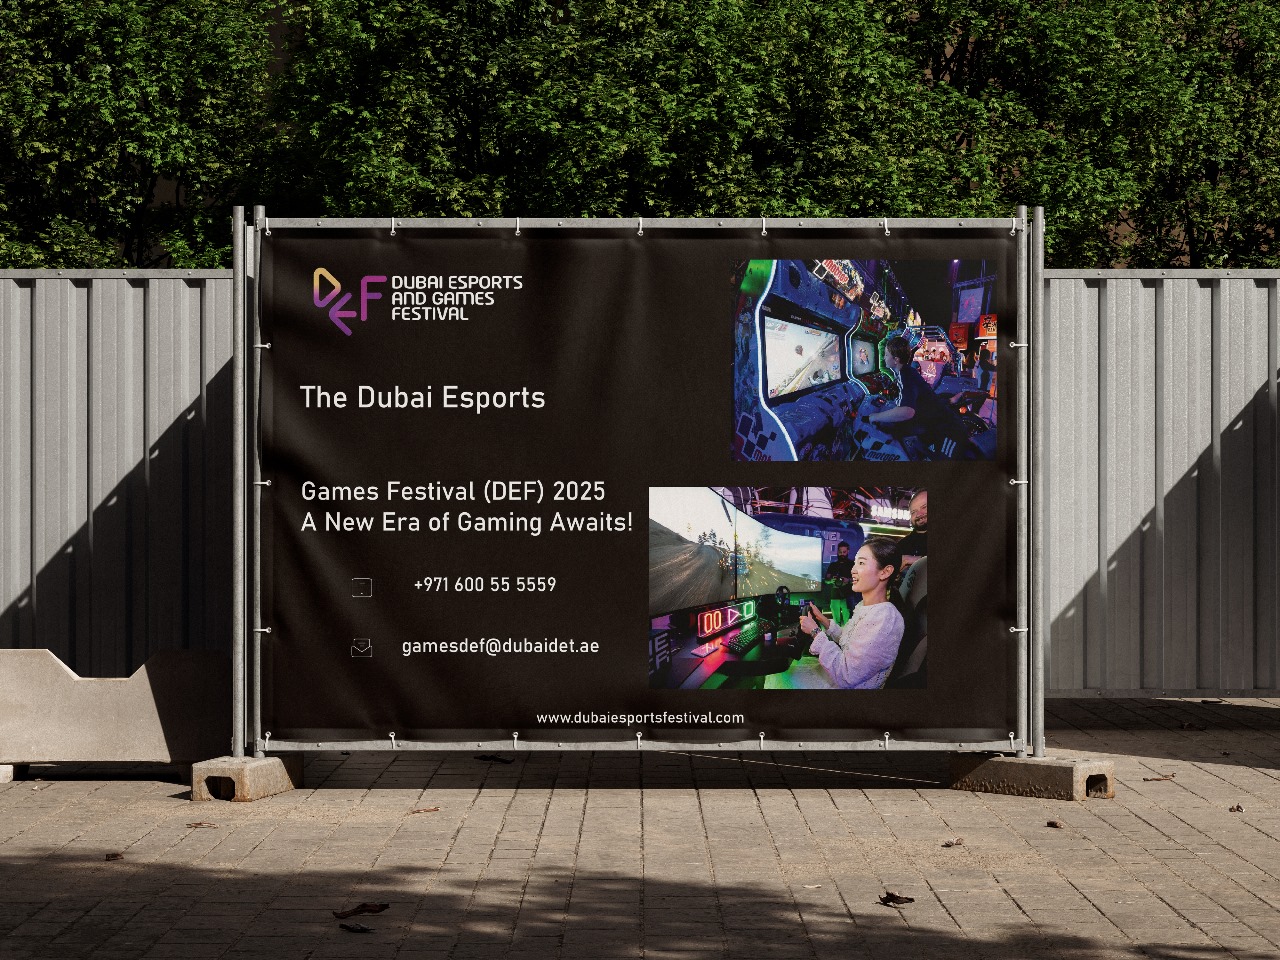 DUBAI ESPORTS
AND GAMES
FESTIVAL
The Dubai Esports
Games Festival (DEF) 2025
A New Era of Gaming Awaits!
+971 600 55 5559
gamesdef@dubaidet.ae
www.dubaiesportsfestival.com